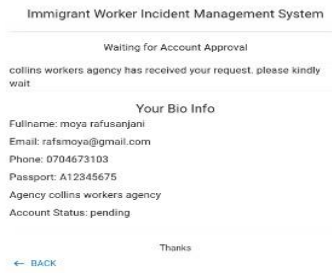 Immigrant Worker Incident Management System
Waiting for Account Approval
collins workers agency has received your request. please kindly
wait
Your Bio Info
Fullname: moya rafusanjani
Email: rafsmoya@gmail.com
Phone: 0704673103
Passport: A12345675
Agency collins workers agency
Account Status: pending
Thanks
← BACK